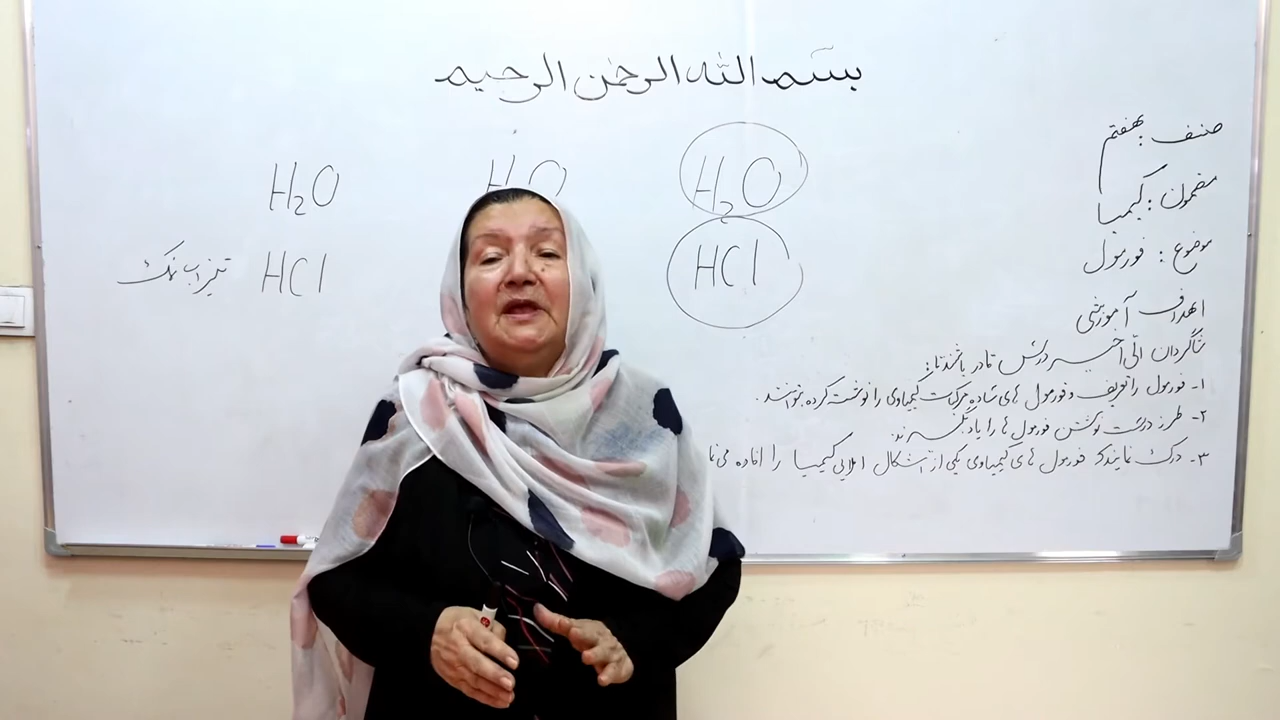 بسم الله الرحمن الرحیم
صنف: هفتم
مضمون: کیمیا
موضوع: فورمول
اهداف آموزشی
شاگردان الی اخیر درس قادر باشند تا:
۱- فورمول را تعریف و فورمول های ساده مرکبات کیمیاوی را نوشته کرده بتوانند.
۲- طرز درست نوشتن فورمول ها را یاد بگیرند.
۳- درک نمایند که فورمول های کیمیاوی یکی از اشکال املایی کیمیا را افاده می
H₂O H₂O H₂O
HCl HCl تیزاب نمک